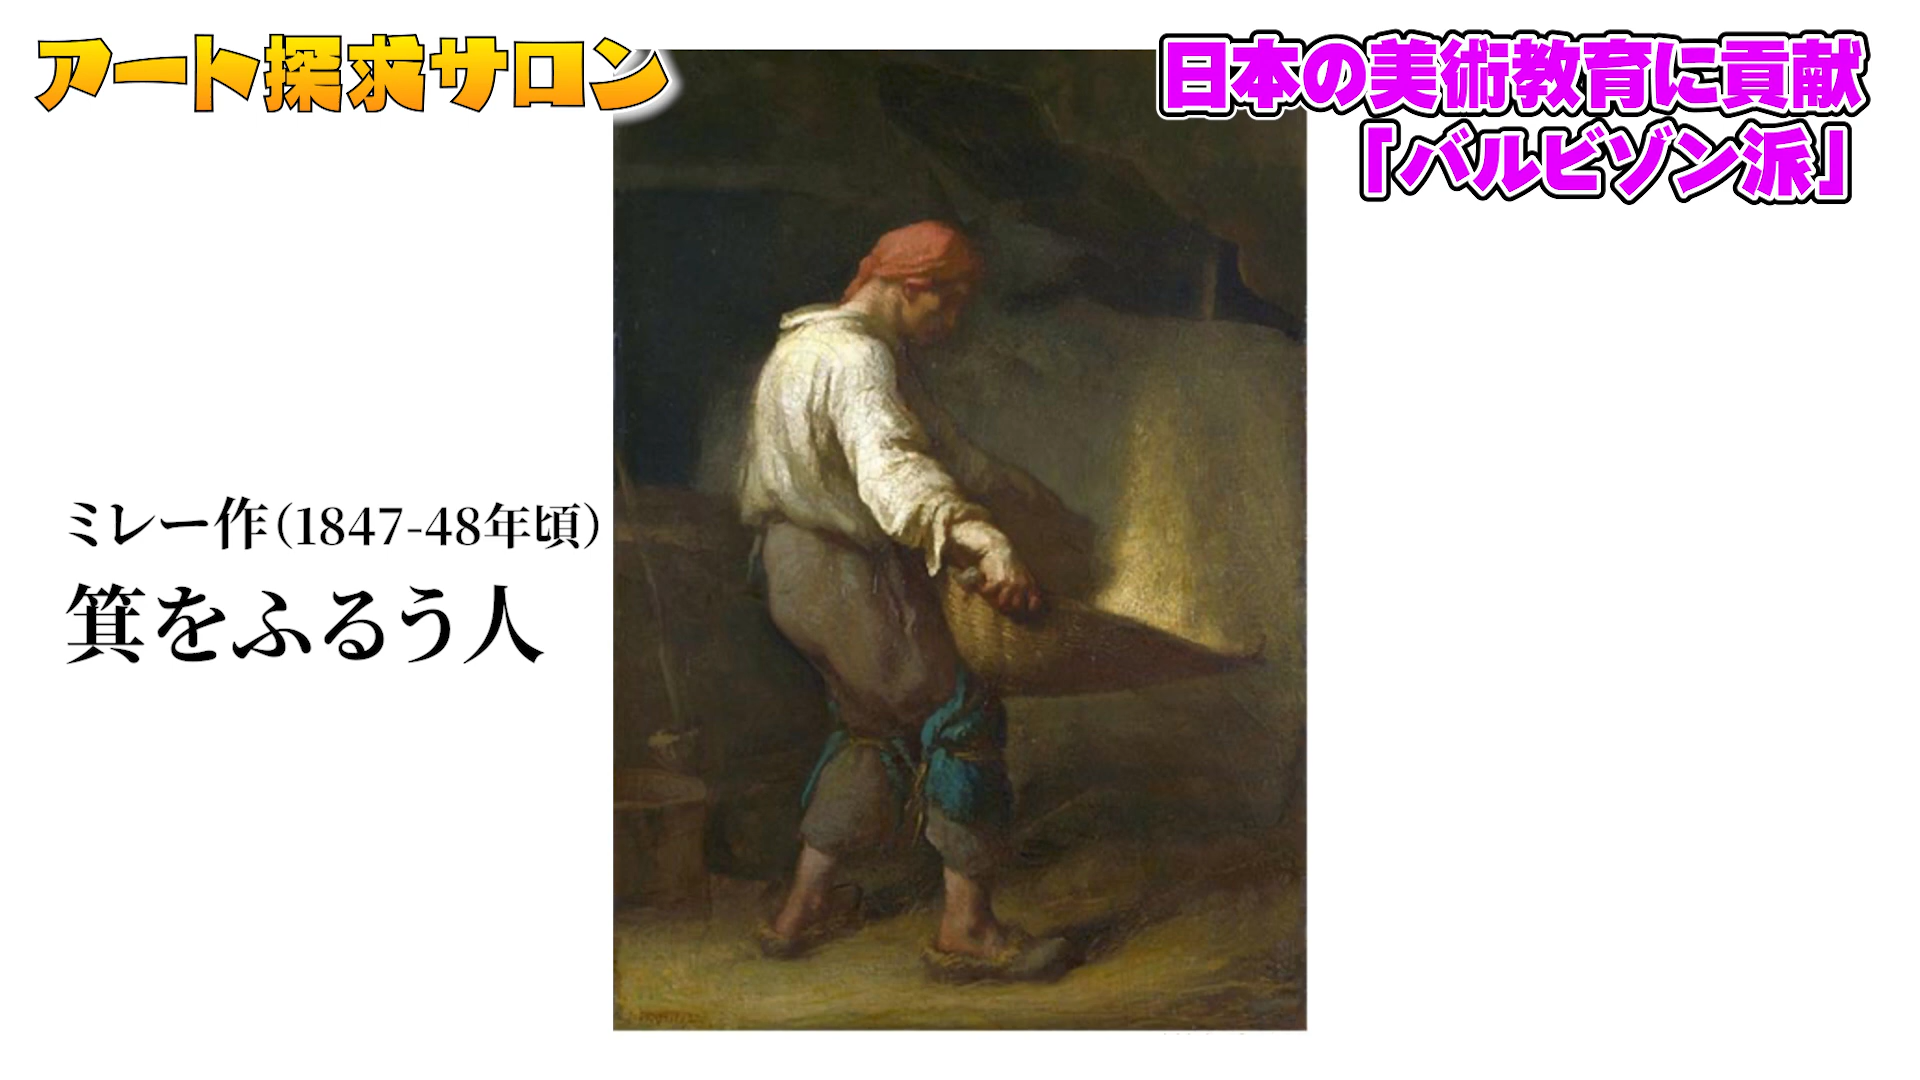 アート探求サロン
日本の美術教育に貢献
「バルビゾン派」
ミレー作（1847-48年頃）
箕をふるう人